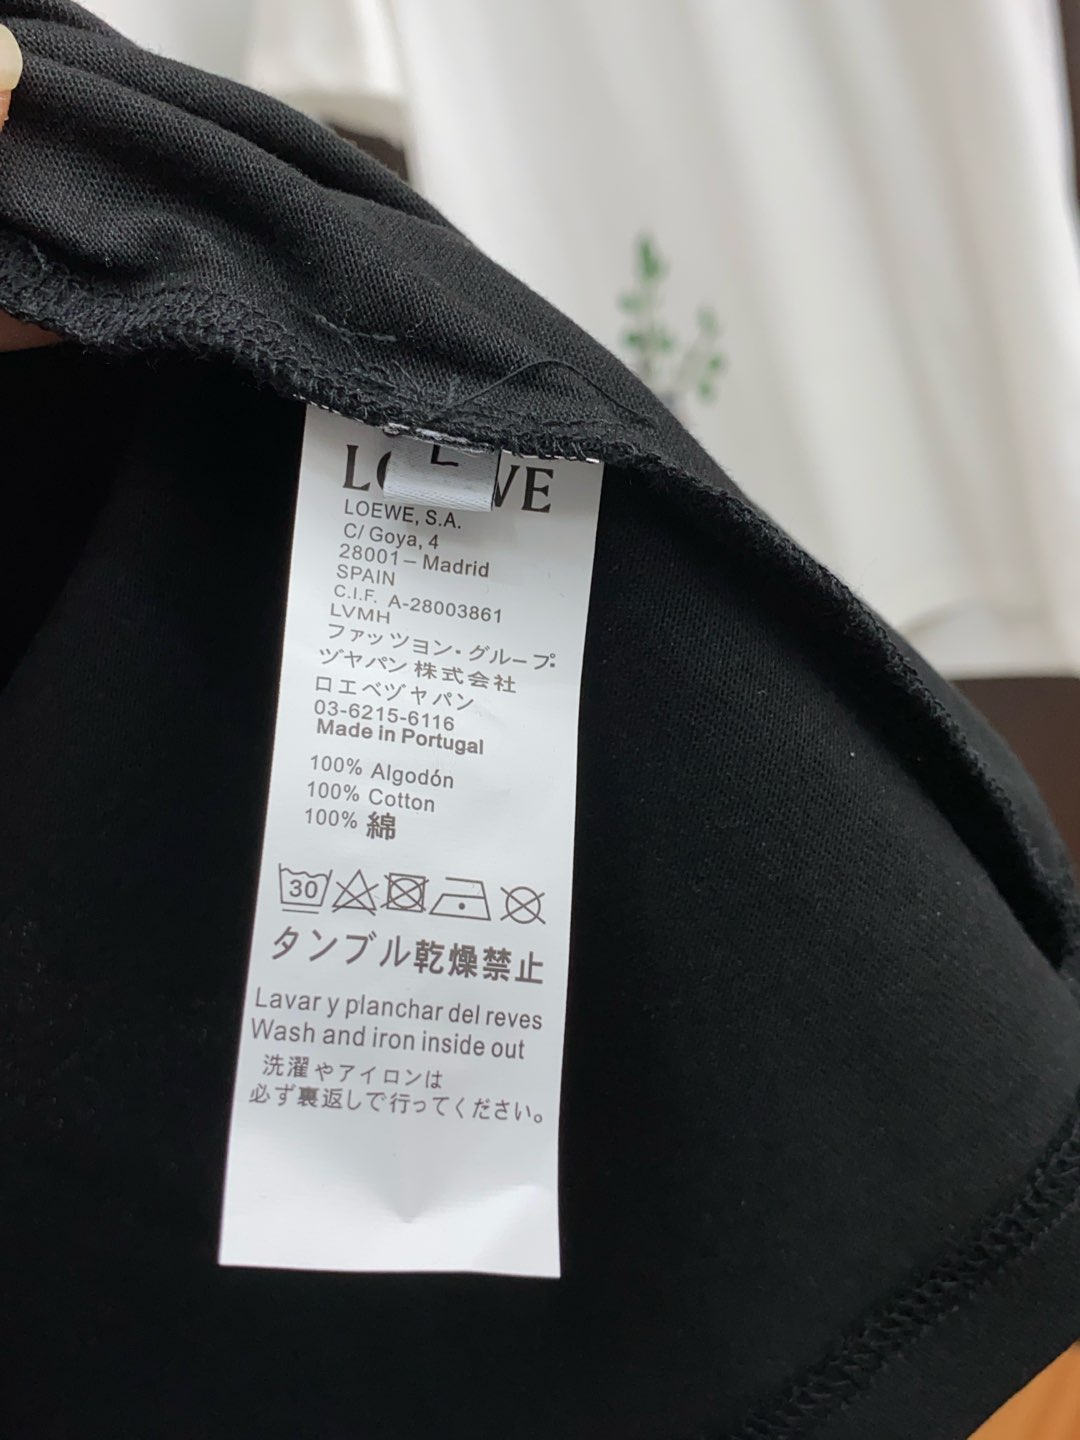 L
LOEWE
LOEWE, S.A.
C/ Goya, 4
28001 – Madrid
SPAIN
C.I.F. A-28003861
LVMH
ファッツヨン・グループ
ヅヤパン 株式会社
ロエベヅヤパン
03-6215-6116
Made in Portugal
100% Algodón
100% Cotton
100% 綿
30
タンブル乾燥禁止
Lavar y planchar del reves
Wash and iron inside out
洗濯やアイロンは
必ず裏返しで行ってください。